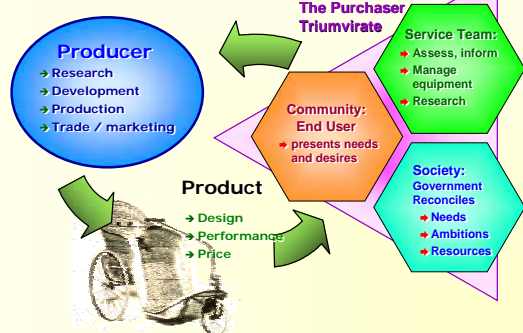 The Purchaser
Triumvirate
Producer
➔ Research
➔ Development
➔ Production
➔ Trade / marketing
Service Team:
➔ Assess, inform
➔ Manage
equipment
➔ Research
Community:
End User
➔ presents needs
and desires
Society:
Government
Reconciles
➔ Needs
➔ Ambitions
➔ Resources
Product
➔ Design
➔ Performance
➔ Price